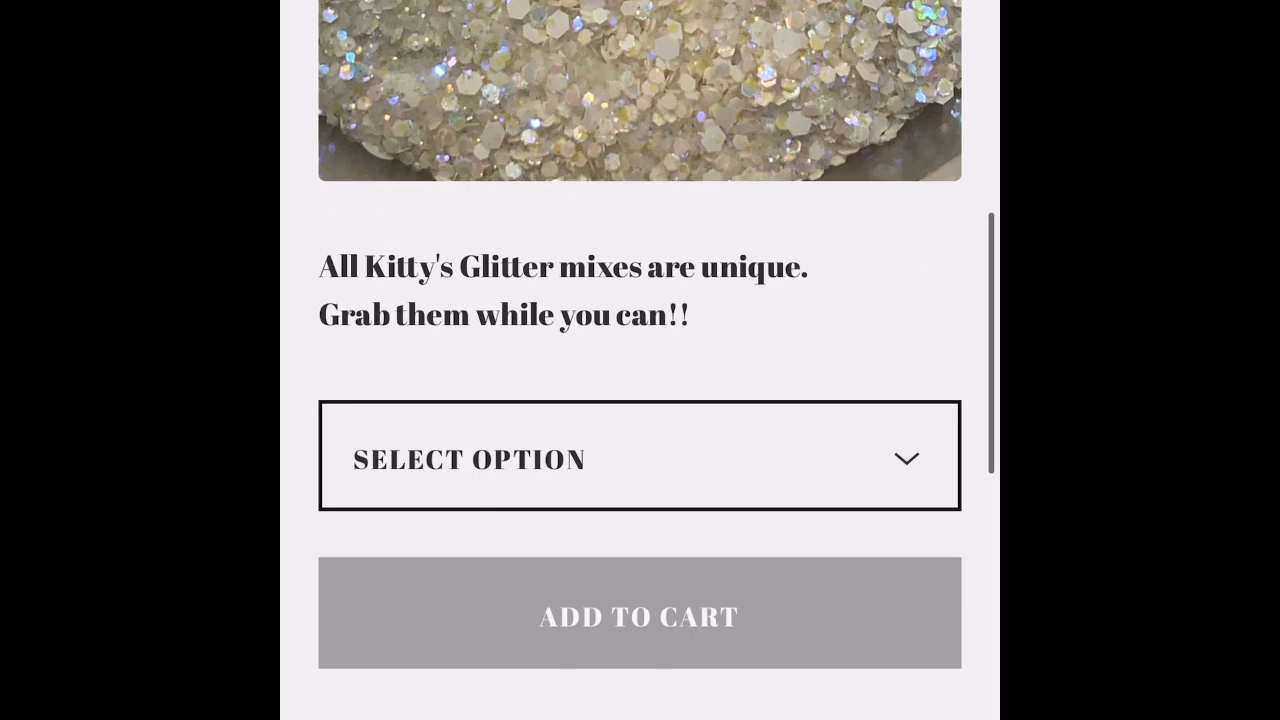 All Kitty's Glitter mixes are unique.
Grab them while you can!!
SELECT OPTION
ADD TO CART